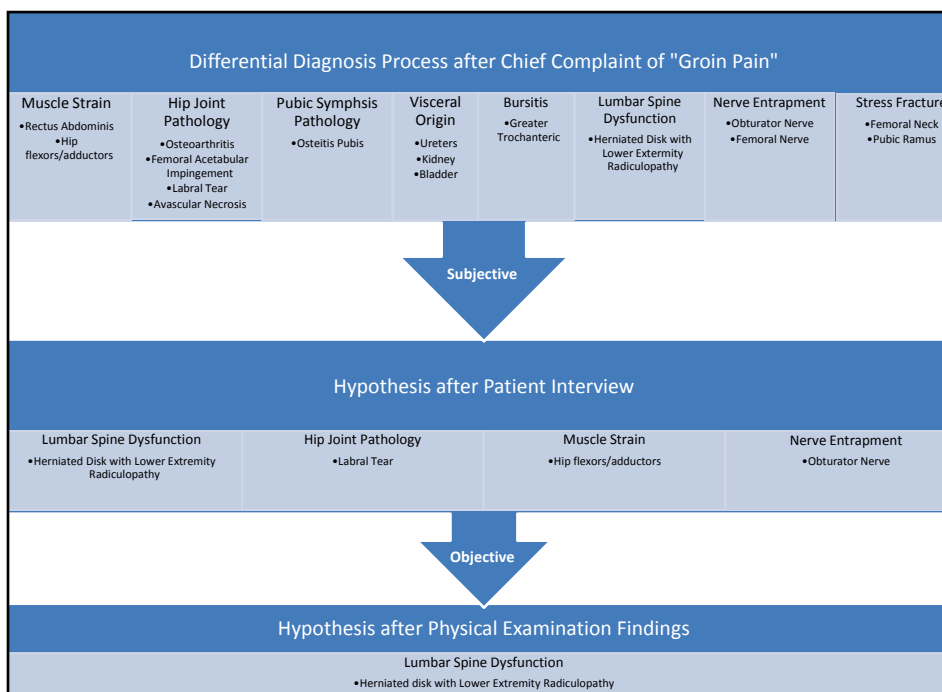 Differential Diagnosis Process after Chief Complaint of "Groin Pain"
Muscle Strain
•Rectus Abdominis
•Hip
flexors/adductors
Hip Joint
Pathology
•Osteoarthritis
•Femoral Acetabular
Impingement
•Labral Tear
•Avascular Necrosis
Pubic Symphsis
Pathology
•Osteitis Pubis
Visceral
Origin
•Ureters
•Kidney
•Bladder
Bursitis
•Greater
Trochanteric
Lumbar Spine
Dysfunction
•Herniated Disk with
Lower Extermity
Radiculopathy
Nerve Entrapment
•Obturator Nerve
•Femoral Nerve
Stress Fracture
•Femoral Neck
•Pubic Ramus
Subjective
Hypothesis after Patient Interview
Lumbar Spine Dysfunction
•Herniated Disk with Lower Extremity
Radiculopathy
Hip Joint Pathology
•Labral Tear
Muscle Strain
•Hip flexors/adductors
Nerve Entrapment
•Obturator Nerve
Objective
Hypothesis after Physical Examination Findings
Lumbar Spine Dysfunction
•Herniated disk with Lower Extremity Radiculopathy